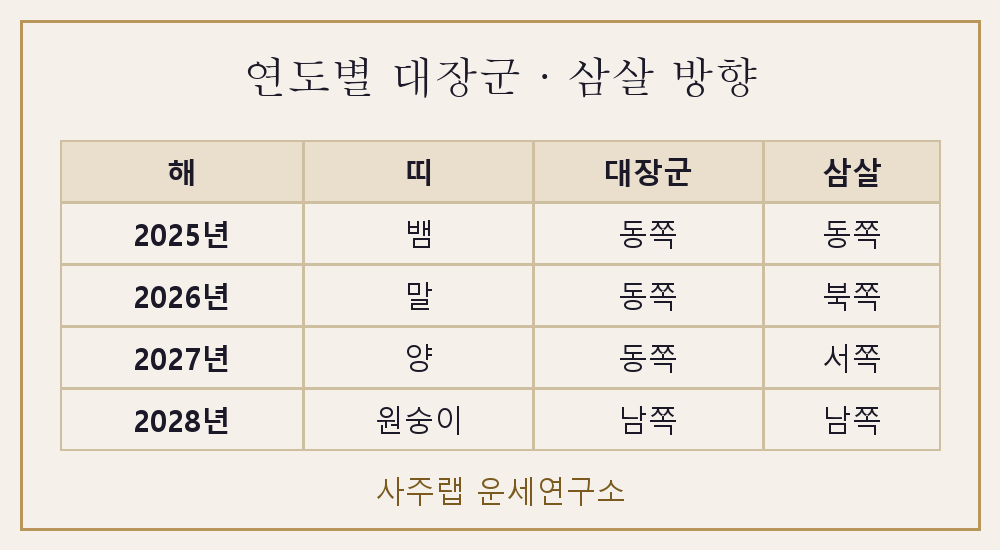 연도별 대장군 · 삼살 방향
해 띠 대장군 삼살
2025년 뱀 동쪽 동쪽
2026년 말 동쪽 북쪽
2027년 양 동쪽 서쪽
2028년 원숭이 남쪽 남쪽
사주랩 운세연구소